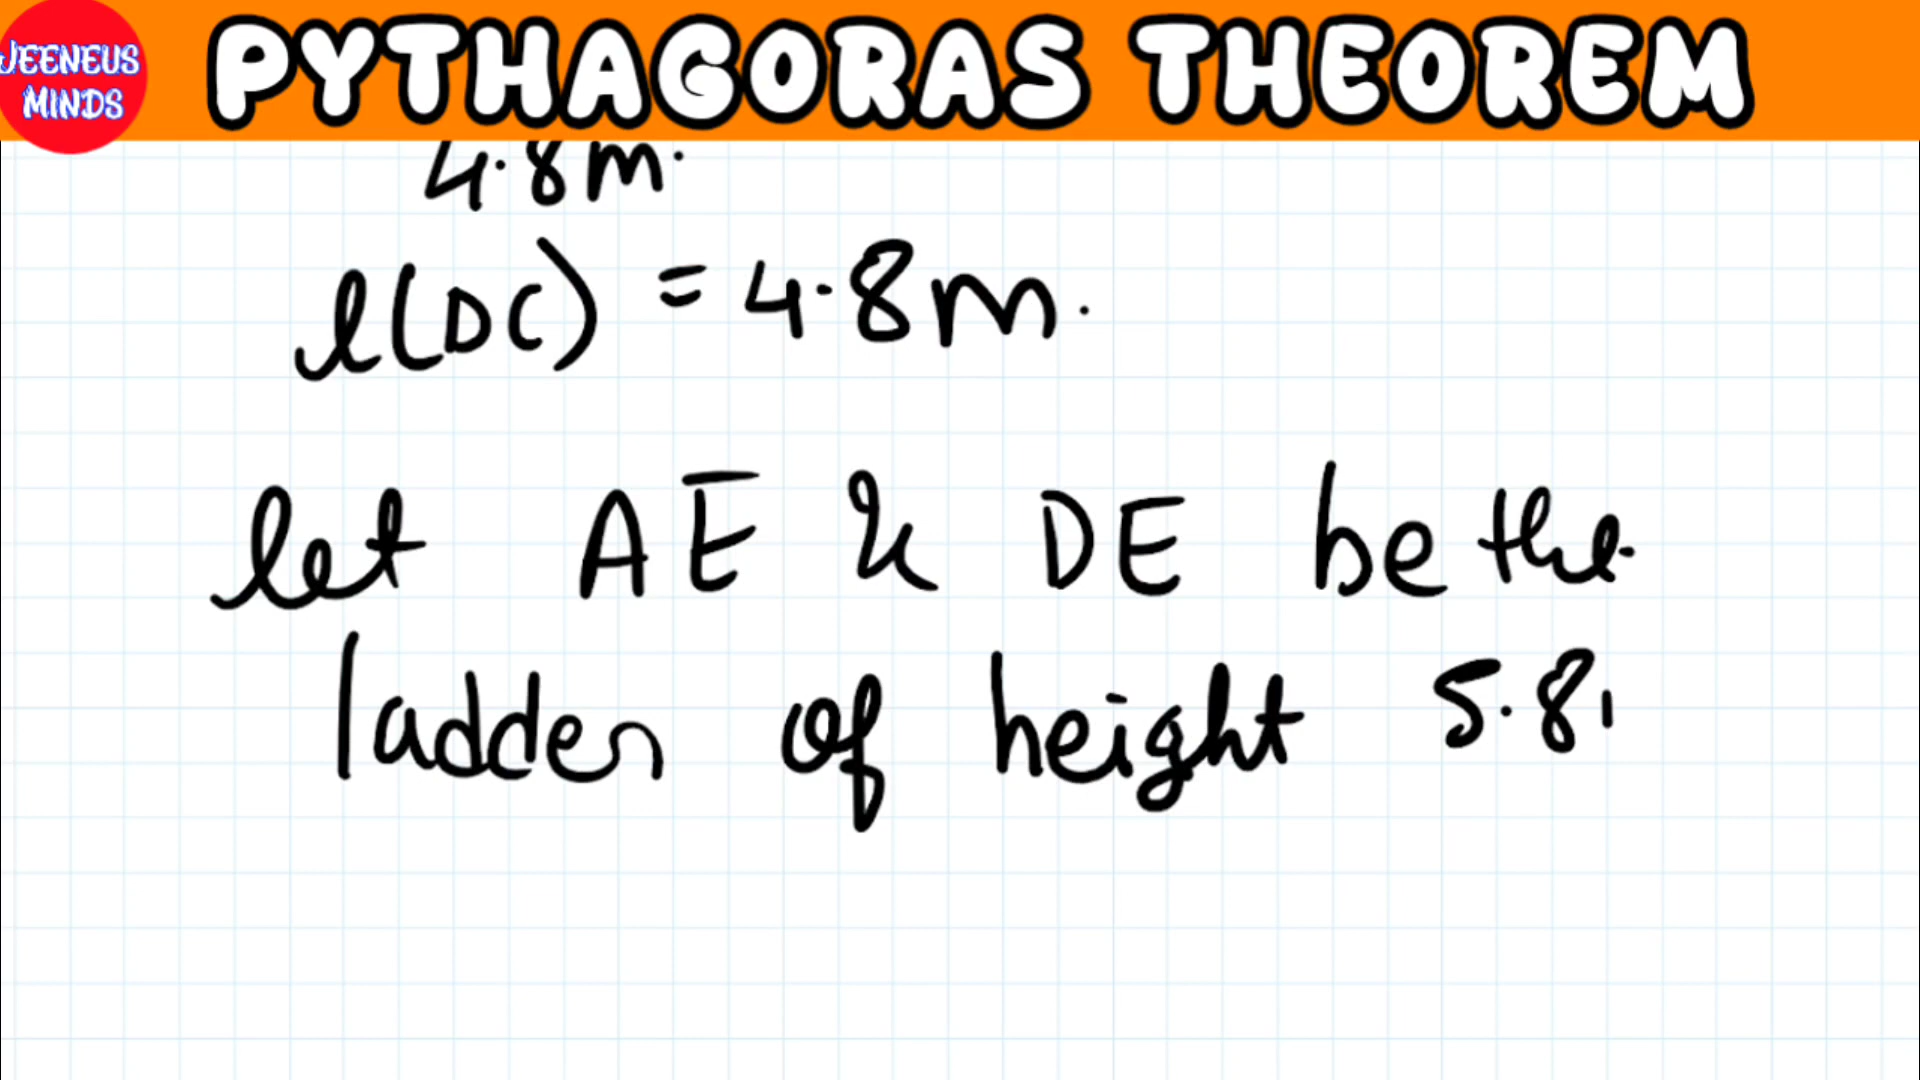 JEENEUS
MINDS
PYTHAGORAS THEOREM
4.8m.
l(DC) = 4.8m.
let AE & DE be the
ladder of height 5.8